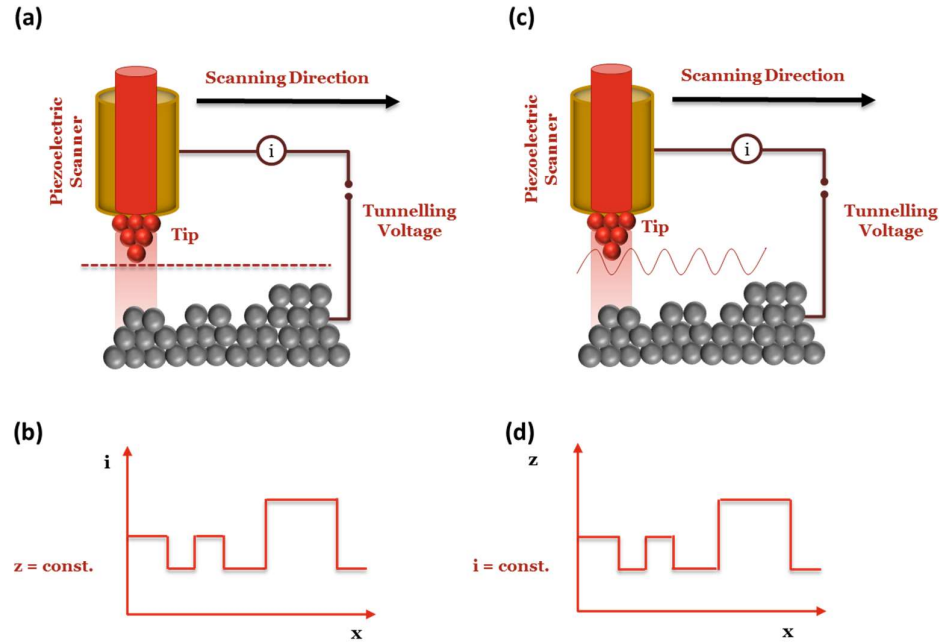 (a)
Scanning Direction
Piezoelectric
Scanner
i
Tip
Tunnelling
Voltage
(c)
Scanning Direction
Piezoelectric
Scanner
i
Tip
Tunnelling
Voltage
(b)
i
z = const.
x
(d)
z
i = const.
x